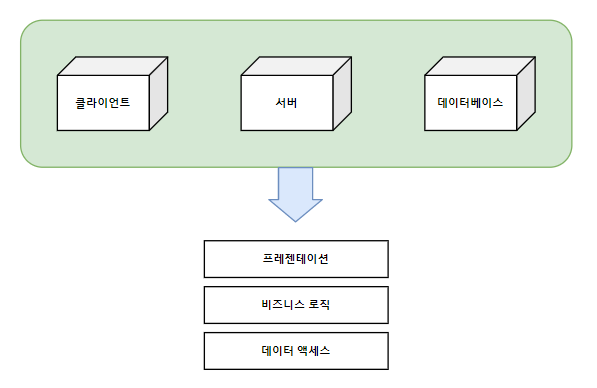 클라이언트
서버
데이터베이스
프레젠테이션
비즈니스 로직
데이터 액세스